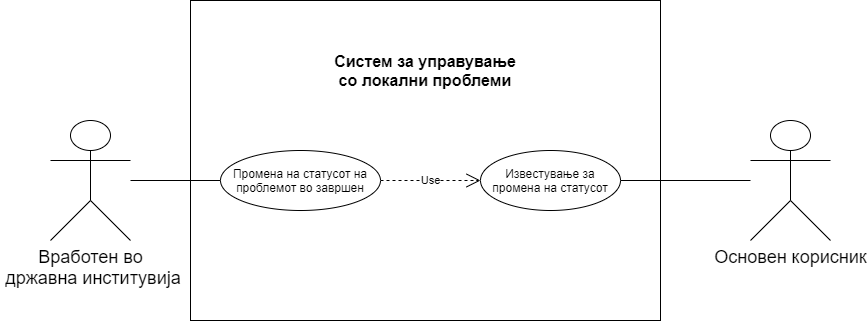 Систем за управување
со локални проблеми
Промена на статусот на
проблемот во завршен
Use
Известување за
промена на статусот
Вработен во
државна институвија
Основен корисник